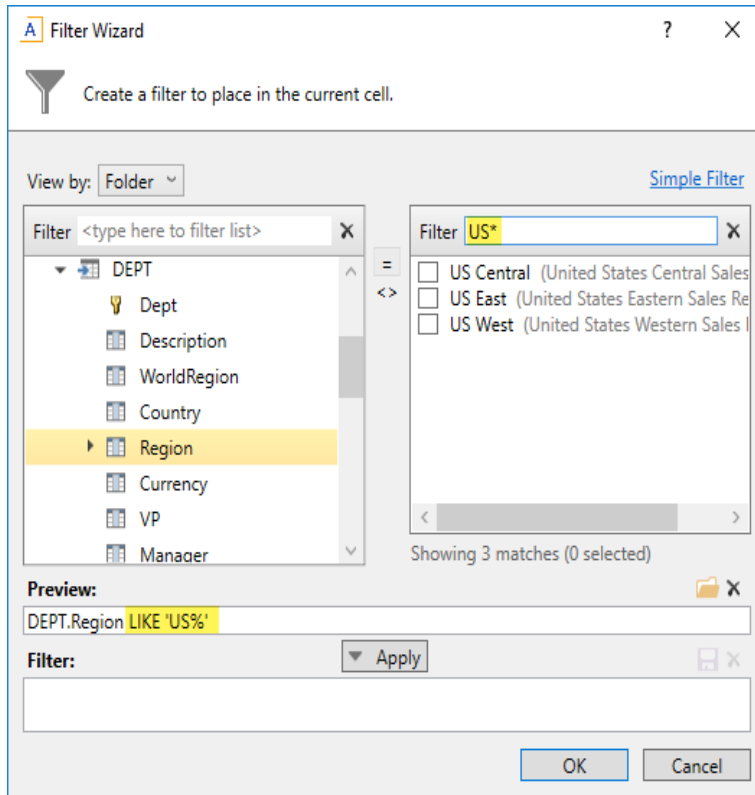 A Filter Wizard ? X
Create a filter to place in the current cell.
View by: Folder
Simple Filter
Filter <type here to filter list> X
DEPT
Dept
Description
WorldRegion
Country
Region
Currency
VP
Manager
=
<>
Filter US* X
US Central (United States Central Sales
US East (United States Eastern Sales Re
US West (United States Western Sales
Showing 3 matches (0 selected)
Preview:
DEPT.Region LIKE 'US%'
Filter:
Apply
OK Cancel